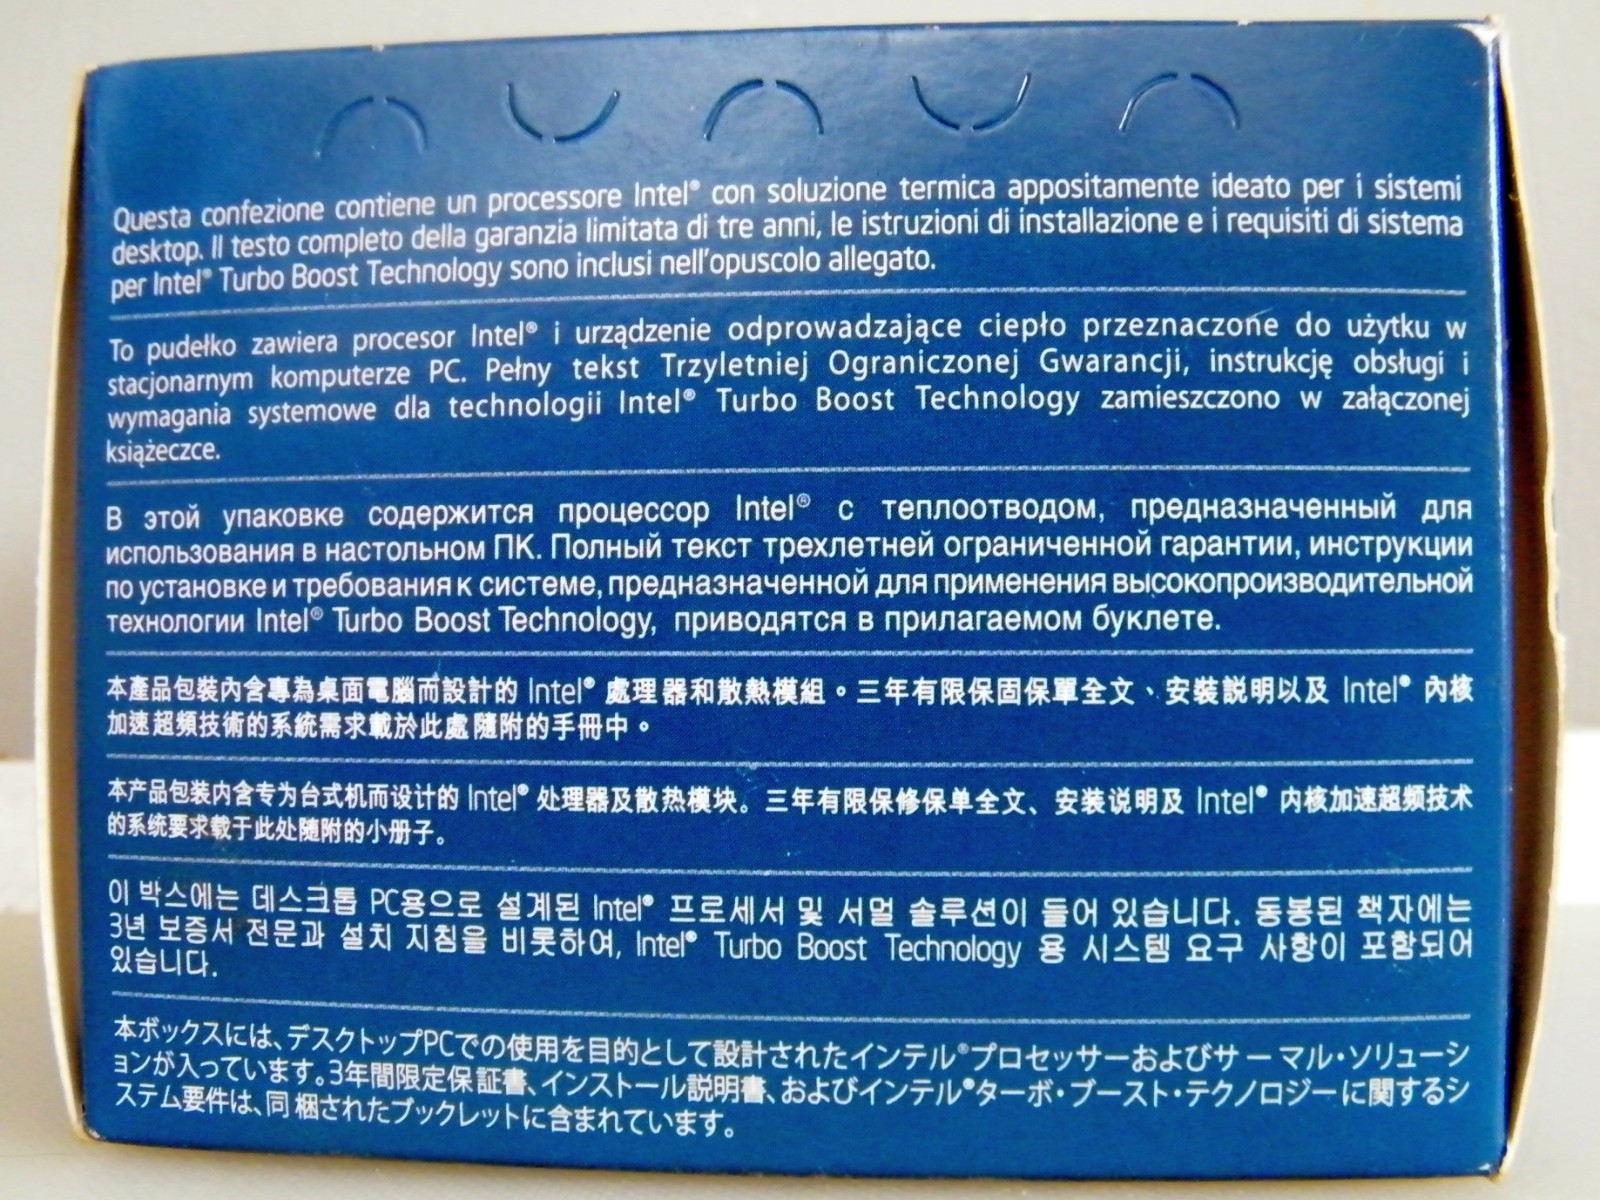 Questa confezione contiene un processore Intel® con soluzione termica appositamente ideato per i sistemi
desktop. Il testo completo della garanzia limitata di tre anni, le istruzioni di installazione e i requisiti di sistema
per Intel® Turbo Boost Technology sono inclusi nell'opuscolo allegato.
To pudełko zawiera procesor Intel® i urządzenie odprowadzające ciepło przeznaczone do użytku w
stacjonarnym komputerze PC. Pełny tekst Trzyletniej Ograniczonej Gwarancji, instrukcję obsługi i
wymagania systemowe dla technologii Intel® Turbo Boost Technology zamieszczono w załączonej
książeczce.
В этой упаковке содержится процессор Intel® с теплоотводом, предназначенный для
использования в настольном ПК. Полный текст трехлетней ограниченной гарантии, инструкции
по установке и требования к системе, предназначенной для применения высокопроизводительной
технологии Intel® Turbo Boost Technology, приводятся в прилагаемом буклете.
本產品包裝內含專為桌面電腦而設計的 Intel® 處理器和散熱模組。三年有限保固保單全文、安裝說明以及 Intel® 內核
加速超頻技術的系統需求載於此處隨附的手冊中。
本产品包装内含专为台式机而设计的 Intel® 处理器及散热模块。三年有限保修保单全文、安装说明及 Intel® 内核加速超频技术
的系统要求载于此处随附的小册子。
이 박스에는 데스크톱 PC용으로 설계된 Intel® 프로세서 및 서멀 솔루션이 들어 있습니다. 동봉된 책자에는
3년 보증서 전문과 설치 지침을 비롯하여, Intel® Turbo Boost Technology 용 시스템 요구 사항이 포함되어
있습니다.
本ボックスには、デスクトップPCでの使用を目的として設計されたインテル®プロセッサーおよびサーマル・ソリューシ
ョンが入っています。3年間限定保証書、インストール説明書、およびインテル®ターボ・ブースト・テクノロジーに関するシ
ステム要件は、同梱されたブックレットに含まれています。